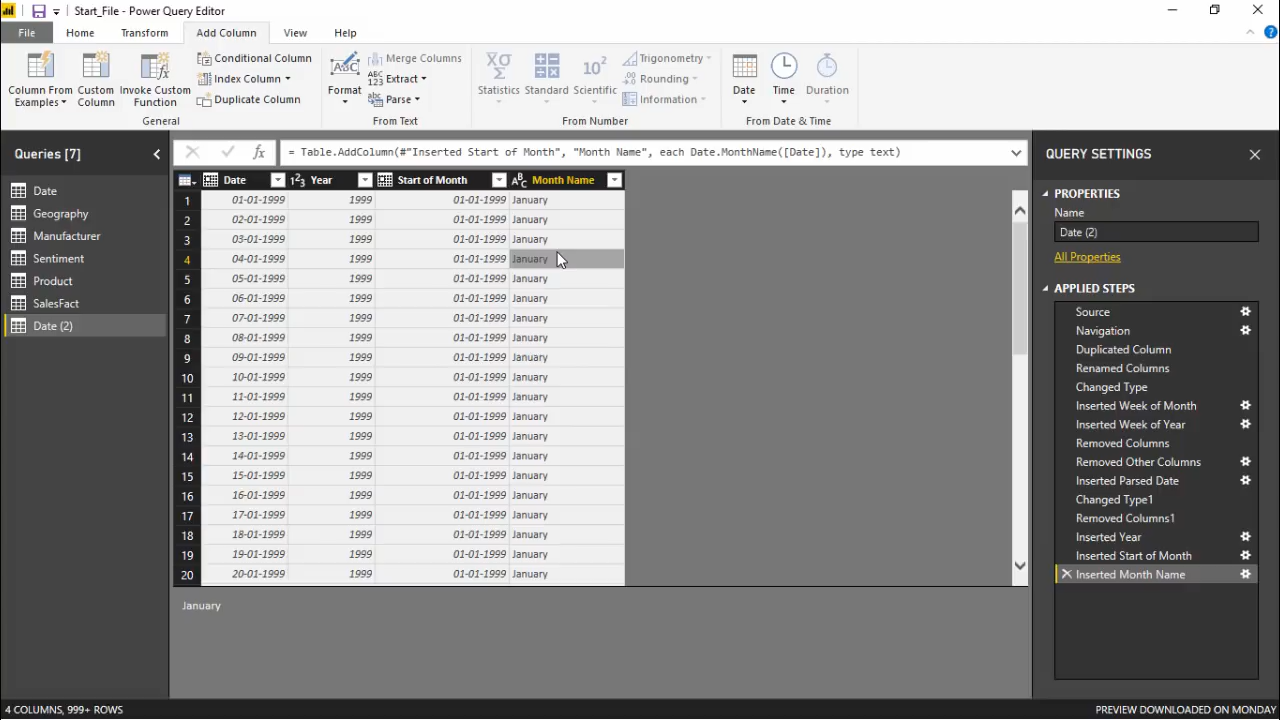 Start_File - Power Query Editor
File Home Transform Add Column View Help
Column From Examples
Custom Column
Invoke Custom Function
Conditional Column
Index Column
Duplicate Column
General
Format
Merge Columns
Extract
Parse
From Text
Statistics
Standard
Scientific
Trigonometry
Rounding
Information
From Number
Date
Time
Duration
From Date & Time
Queries [7]
Date
Geography
Manufacturer
Sentiment
Product
SalesFact
Date (2)
= Table.AddColumn(#"Inserted Start of Month", "Month Name", each Date.MonthName([Date]), type text)
Date Year Start of Month Month Name
1 01-01-1999 1999 01-01-1999 January
2 02-01-1999 1999 01-01-1999 January
3 03-01-1999 1999 01-01-1999 January
4 04-01-1999 1999 01-01-1999 January
5 05-01-1999 1999 01-01-1999 January
6 06-01-1999 1999 01-01-1999 January
7 07-01-1999 1999 01-01-1999 January
8 08-01-1999 1999 01-01-1999 January
9 09-01-1999 1999 01-01-1999 January
10 10-01-1999 1999 01-01-1999 January
11 11-01-1999 1999 01-01-1999 January
12 12-01-1999 1999 01-01-1999 January
13 13-01-1999 1999 01-01-1999 January
14 14-01-1999 1999 01-01-1999 January
15 15-01-1999 1999 01-01-1999 January
16 16-01-1999 1999 01-01-1999 January
17 17-01-1999 1999 01-01-1999 January
18 18-01-1999 1999 01-01-1999 January
19 19-01-1999 1999 01-01-1999 January
20 20-01-1999 1999 01-01-1999 January
January
QUERY SETTINGS
PROPERTIES
Name
Date (2)
All Properties
APPLIED STEPS
Source
Navigation
Duplicated Column
Renamed Columns
Changed Type
Inserted Week of Month
Inserted Week of Year
Removed Columns
Removed Other Columns
Inserted Parsed Date
Changed Type1
Removed Columns1
Inserted Year
Inserted Start of Month
Inserted Month Name
4 COLUMNS, 999+ ROWS
PREVIEW DOWNLOADED ON MONDAY